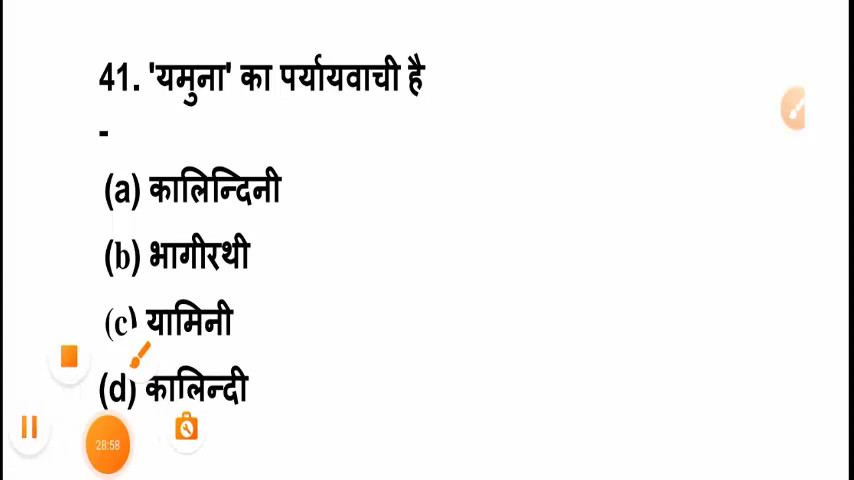 41. 'यमुना' का पर्यायवाची है
-
(a) कालिन्दिनी
(b) भागीरथी
(c) यामिनी
(d) कालिन्दी
28:58